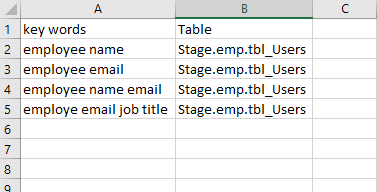 A B C
1 key words Table
2 employee name Stage.emp.tbl_Users
3 employee email Stage.emp.tbl_Users
4 employee name email Stage.emp.tbl_Users
5 employe email job title Stage.emp.tbl_Users
6
7
8
9